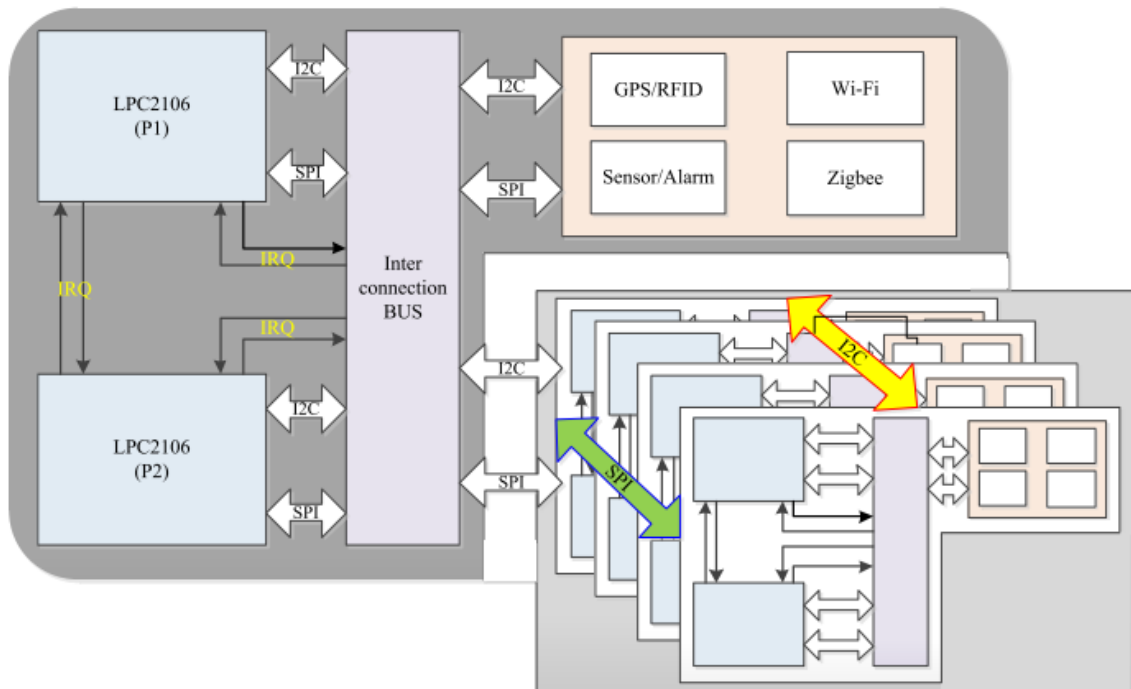 LPC2106
(P1)
I2C
SPI
IRQ
IRQ
IRQ
LPC2106
(P2)
I2C
SPI
Inter
connection
BUS
I2C
SPI
GPS/RFID
Wi-Fi
Sensor/Alarm
Zigbee
I2C
SPI
I2C
SPI